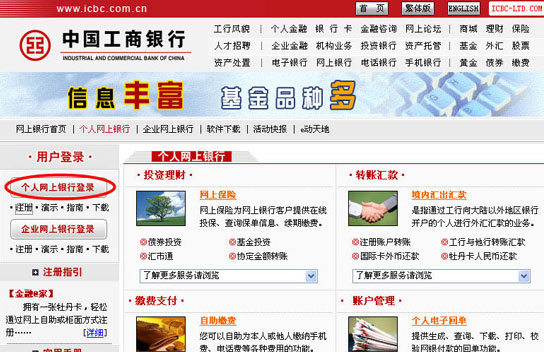 www.icbc.com.cn
首 页 繁体版 ENGLISH ICBC-LTD.COM
中国工商银行
INDUSTRIAL AND COMMERCIAL BANK OF CHINA
工行风貌 | 个人金融 银 行 卡 金融咨询 网上论坛 | 商城 理财 保险
人才招聘 | 企业金融 机构业务 投资银行 资产托管 | 基金 外汇 股票
资产处置 | 电子银行 网上银行 电话银行 手机银行 | 黄金 债券 缴费
信息丰富 基金品种多
网上银行首页 | 个人网上银行 | 企业网上银行 | 软件下载 | 活动快报 | e动天地
· 用户登录 ·
个人网上银行登录
·注册·演示·指南·下载
企业网上银行登录
·注册·演示·指南·下载
注册指引
【金融e家】
拥有一张牡丹卡，轻松
通过网上自助或柜面方式注
册…… [详细]
个人网上银行
·投资理财·
网上保险
网上保险为网上银行客户提供在线
投保、查询保单信息、续期缴费。
债券投资 基金投资
汇市通 协定金额转账
了解更多服务请浏览
·转账汇款·
境内汇出汇款
是指通过工行向大陆以外地区银行
开户的个人进行外汇汇款的业务。
注册账户转账 工行与他行转账汇款
国际卡外币还款 牡丹卡人民币还款
了解更多服务请浏览
·缴费支付·
自助缴费
您可以自助为本人或他人缴纳手机
费、电话费等各种费用的功能。
·账户管理·
个人电子回单
提供生成、查询、下载、打印、校
验网银付款的回单功能。